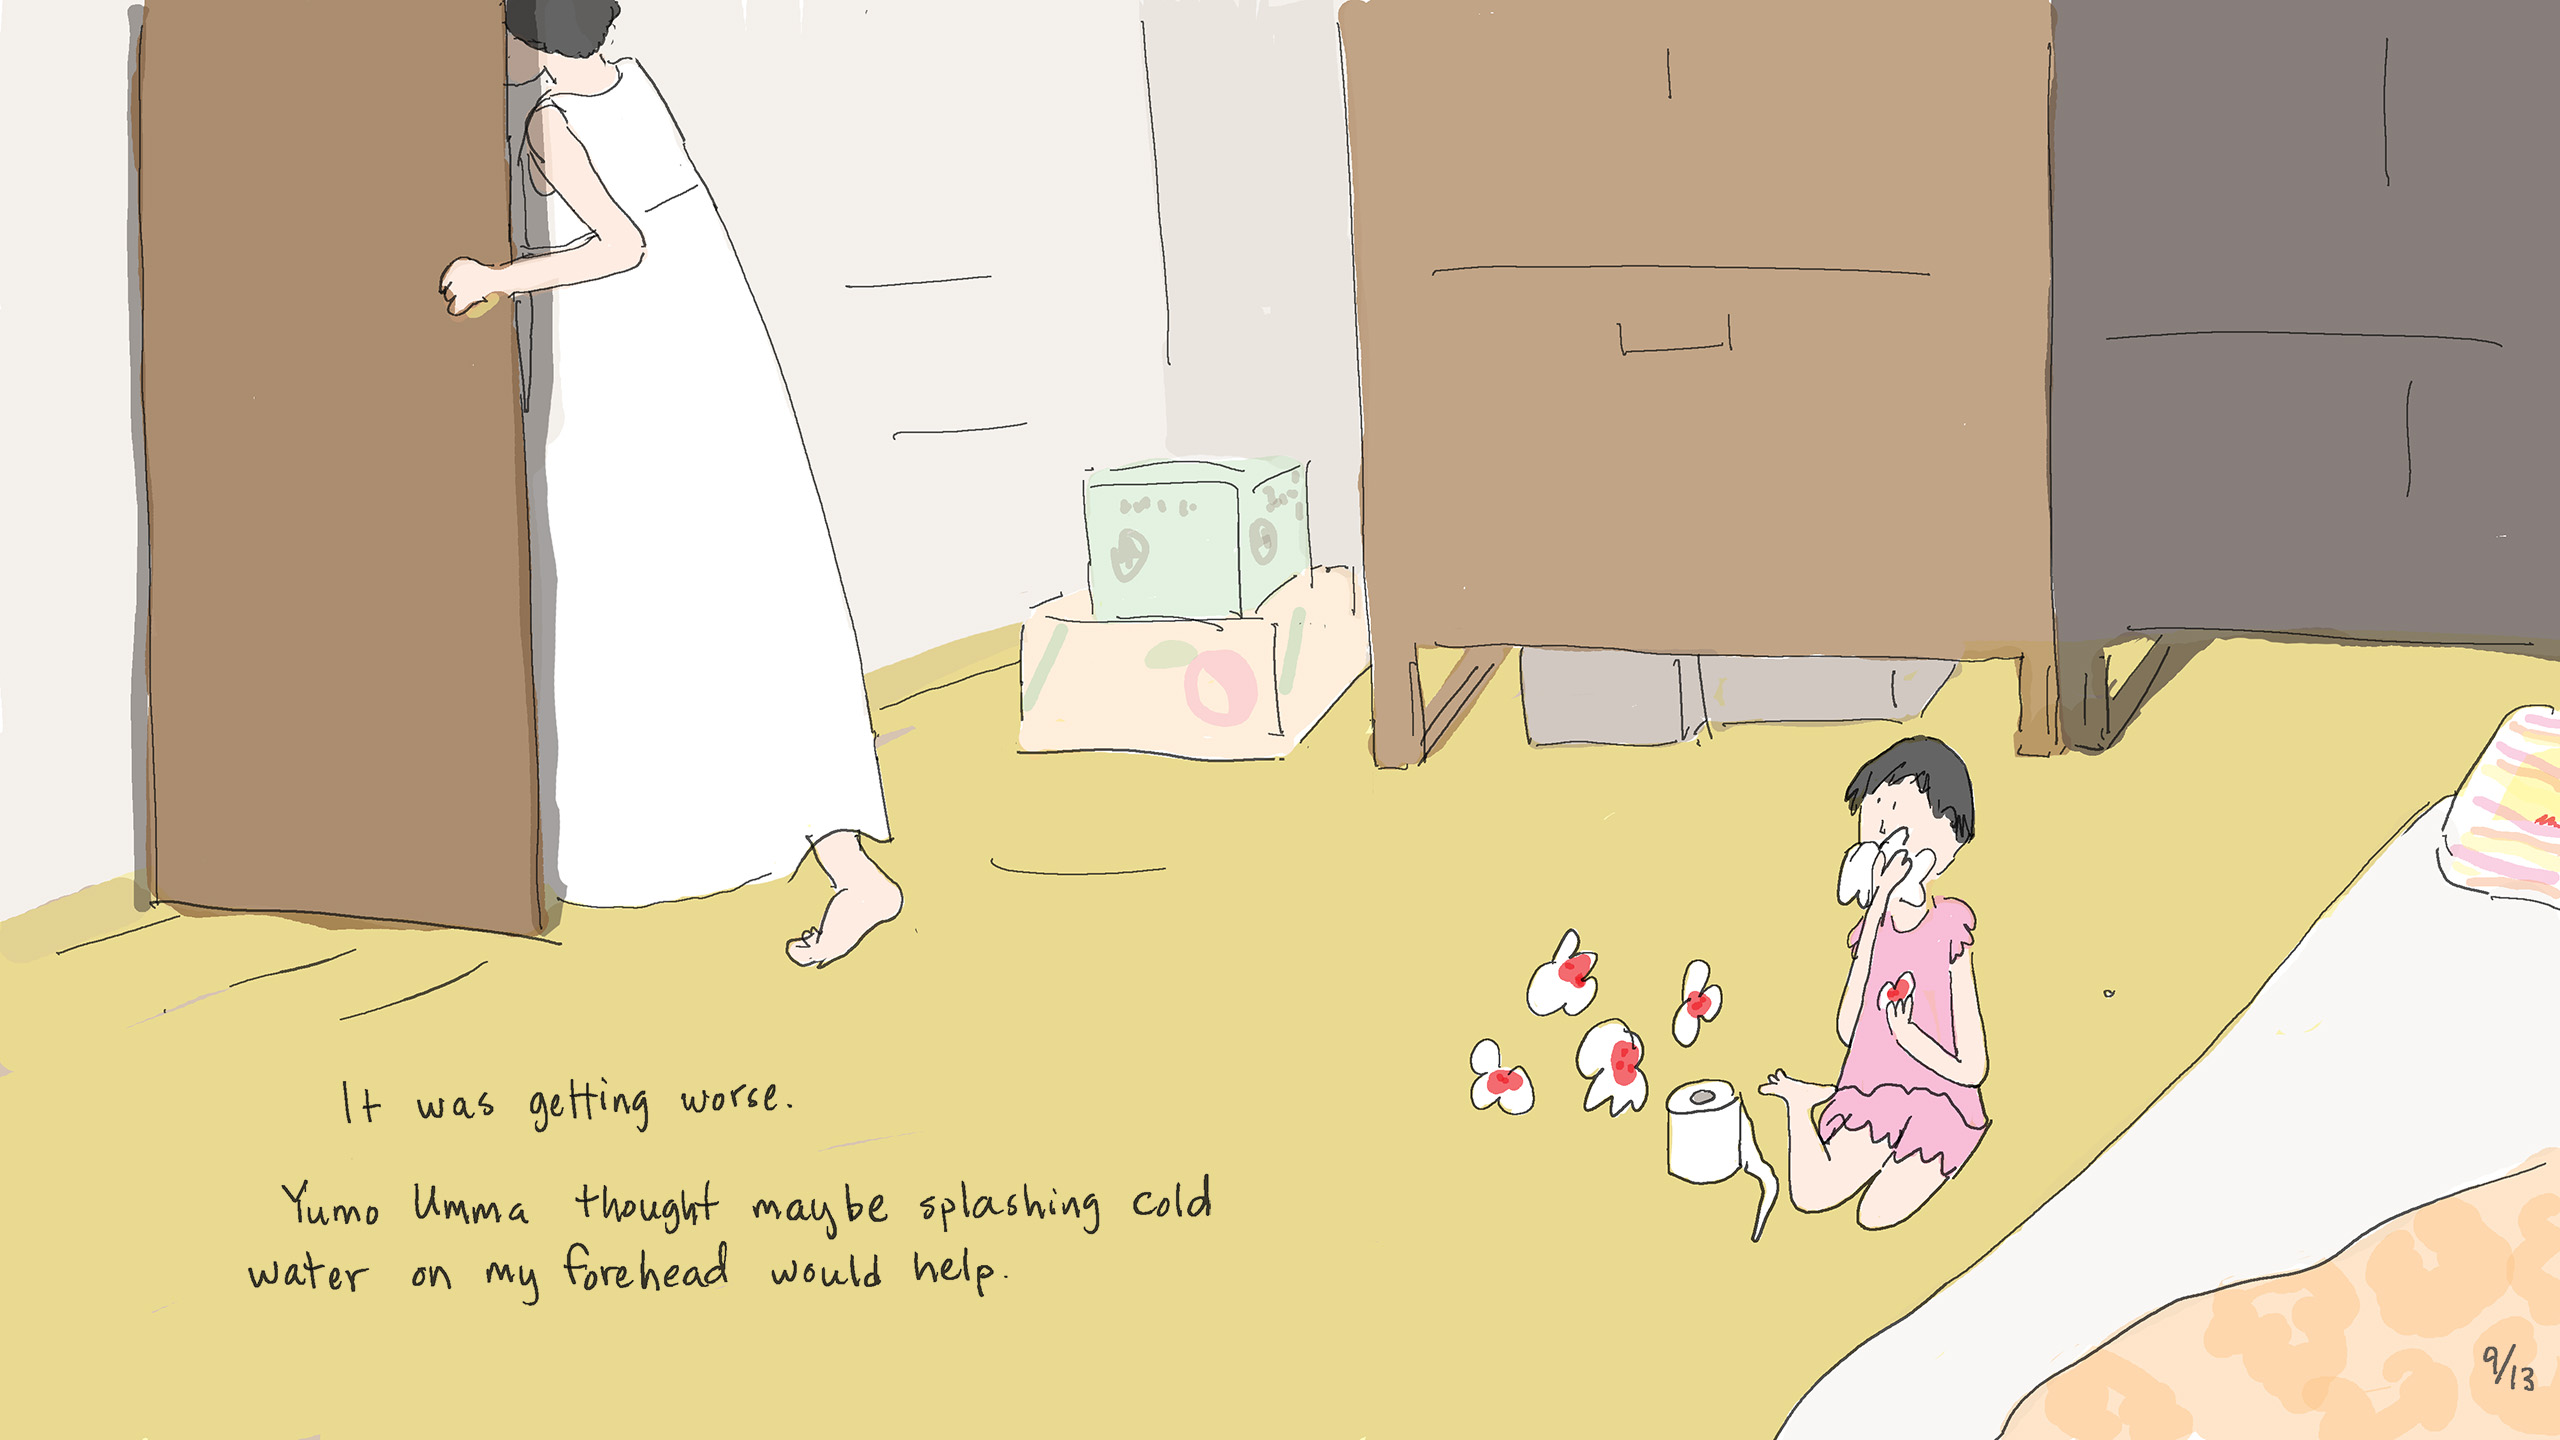 It was getting worse.
Yumo Umma thought maybe splashing cold
water on my forehead would help.
9/13